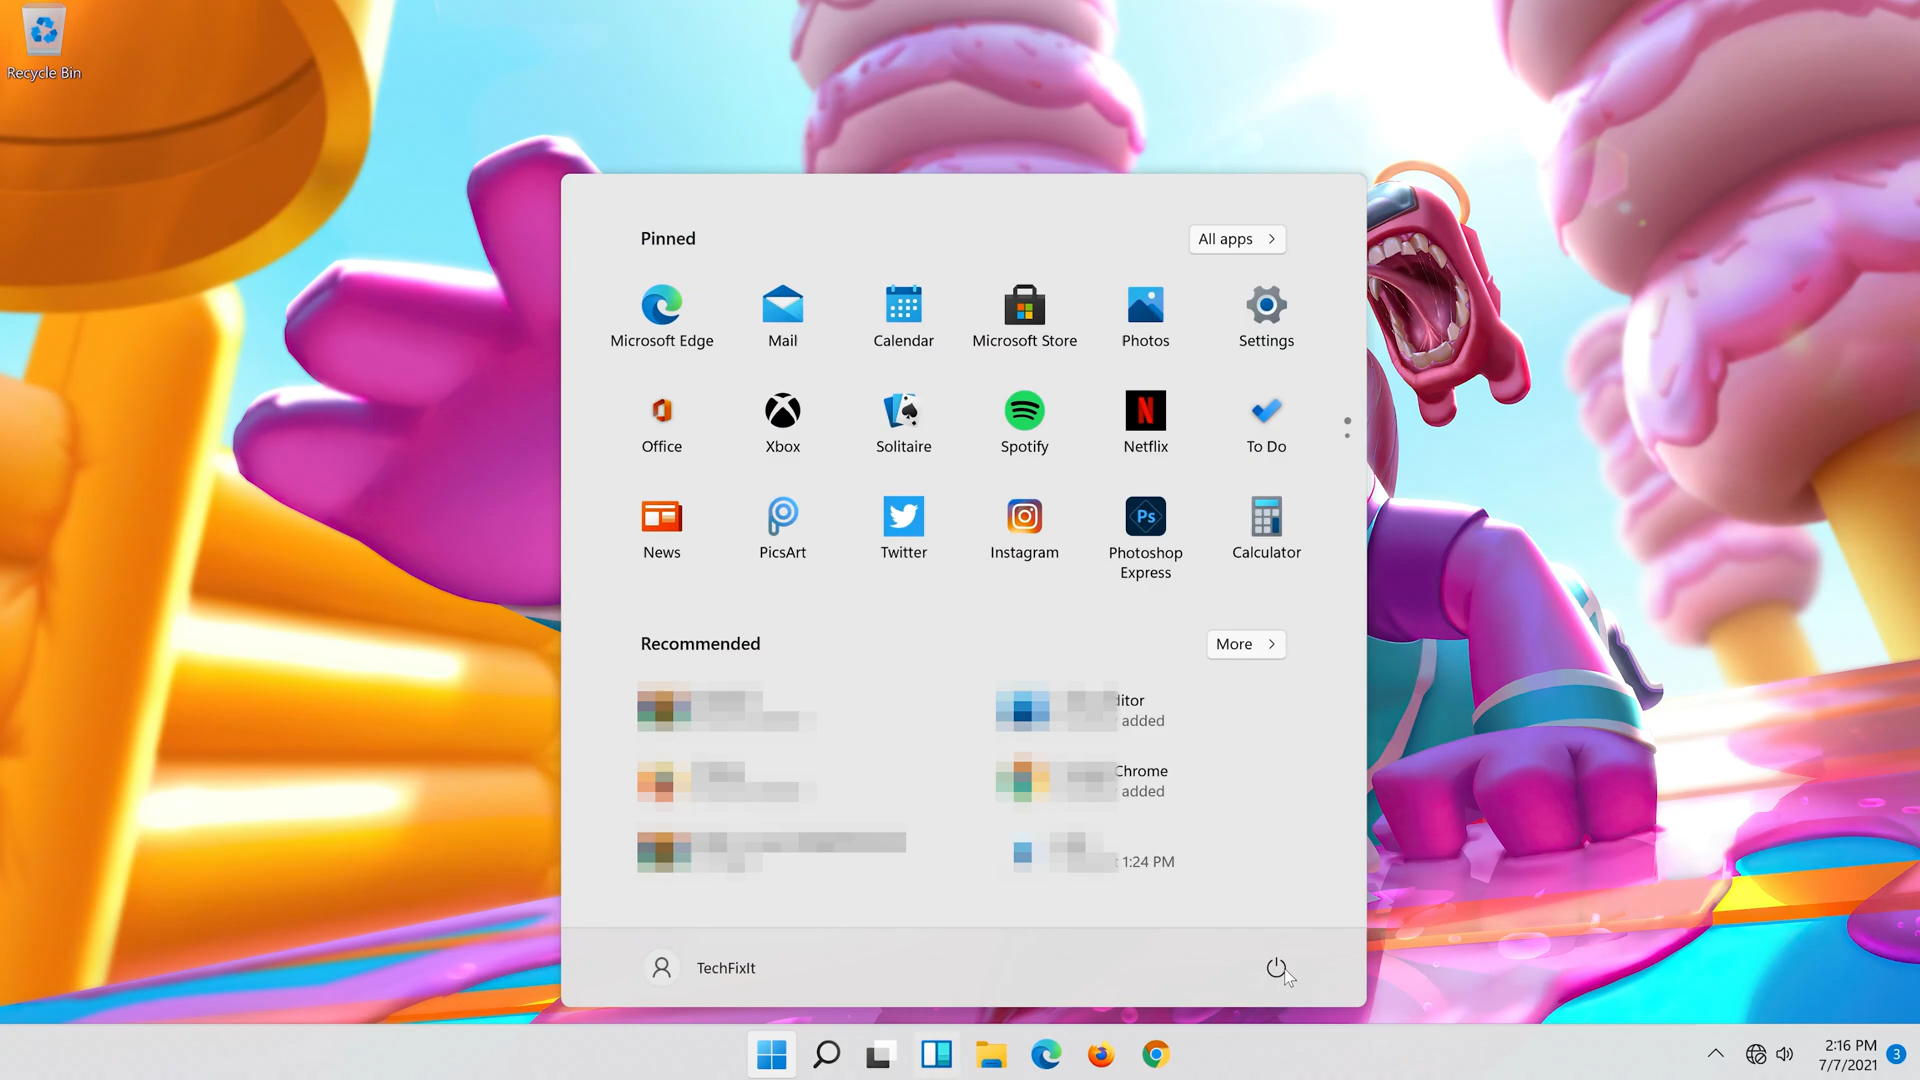 Recycle Bin
Pinned
All apps
Microsoft Edge
Mail
Calendar
Microsoft Store
Photos
Settings
Office
Xbox
Solitaire
Spotify
Netflix
To Do
News
PicsArt
Twitter
Instagram
Ps
Photoshop
Express
Calculator
Recommended
More
ditor
added
Chrome
added
1:24 PM
TechFixIt
2:16 PM
7/7/2021
3